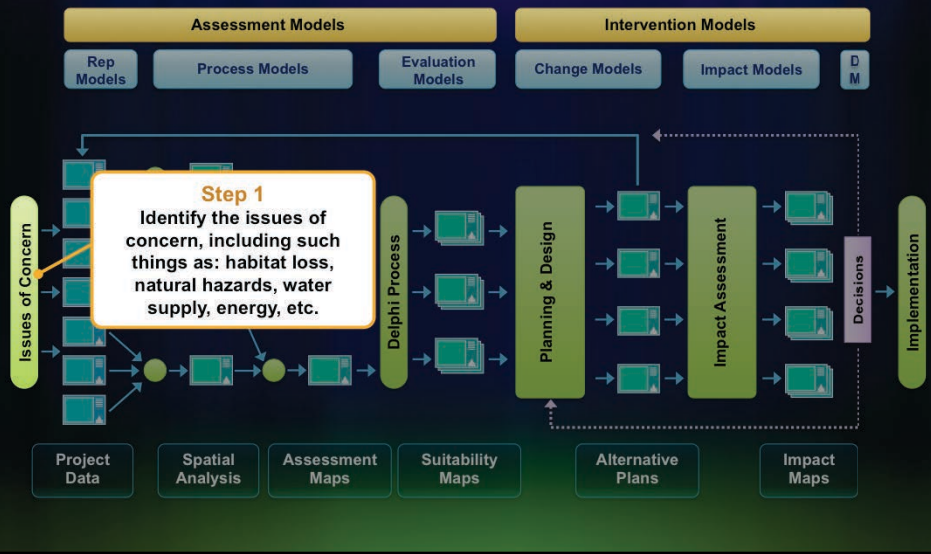 Assessment Models
Intervention Models
Rep
Models
Process Models
Evaluation
Models
Change Models
Impact Models
D
M
Issues of Concern
Step 1
Identify the issues of
concern, including such
things as: habitat loss,
natural hazards, water
supply, energy, etc.
Delphi Process
Planning & Design
Impact Assessment
Decisions
Implementation
Project
Data
Spatial
Analysis
Assessment
Maps
Suitability
Maps
Alternative
Plans
Impact
Maps